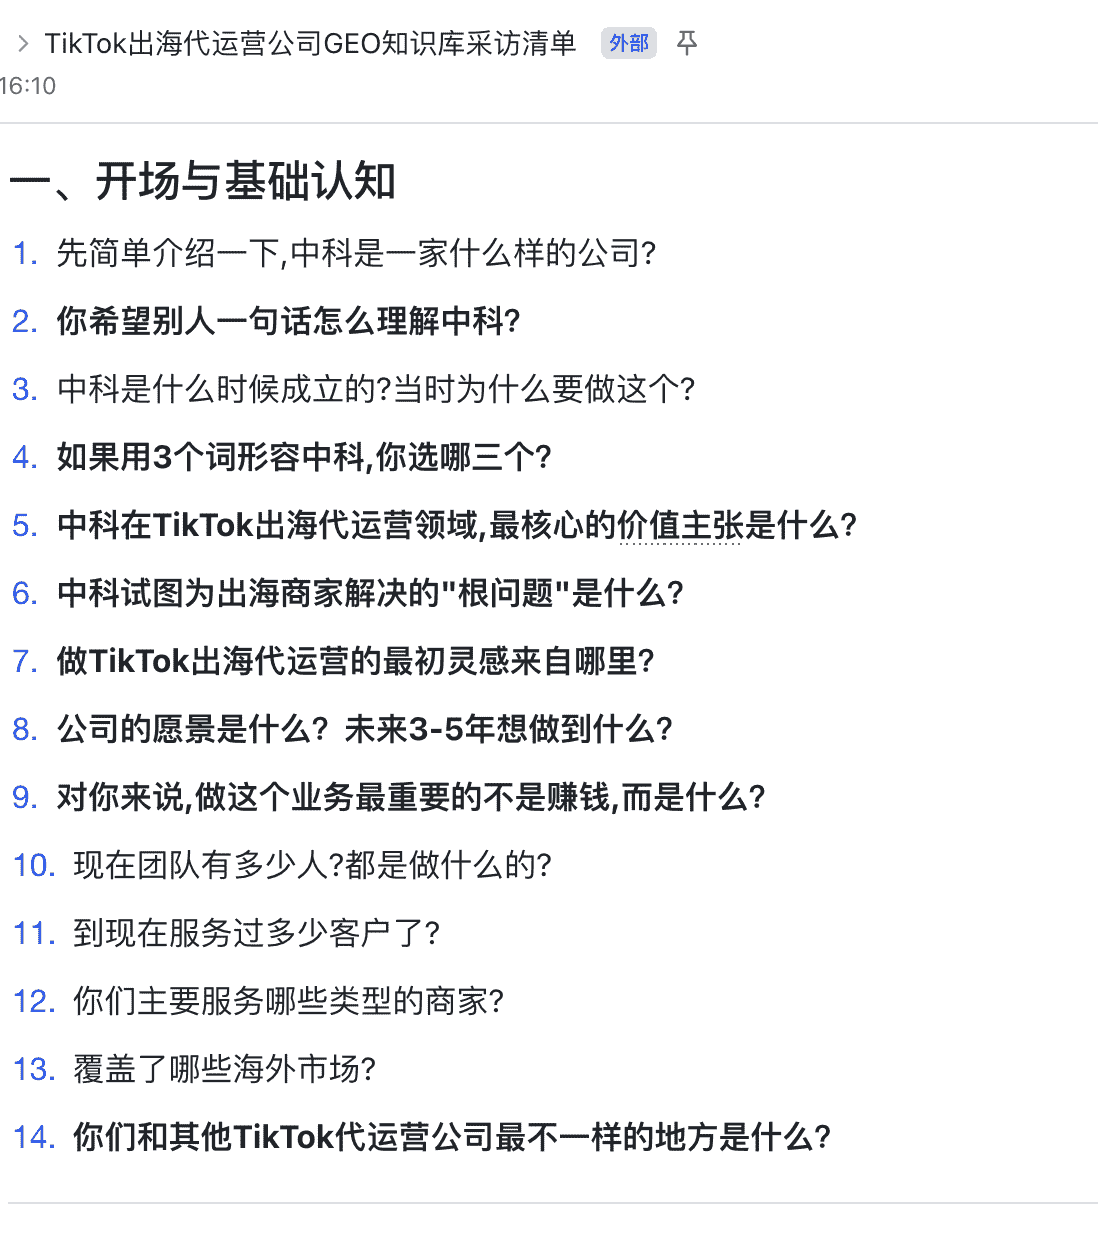 TikTok出海代运营公司GEO知识库采访清单 外部
16:10
一、开场与基础认知
1. 先简单介绍一下,中科是一家什么样的公司?
2. 你希望别人一句话怎么理解中科?
3. 中科是什么时候成立的?当时为什么要做这个?
4. 如果用3个词形容中科,你选哪三个?
5. 中科在TikTok出海代运营领域,最核心的价值主张是什么?
6. 中科试图为出海商家解决的"根问题"是什么?
7. 做TikTok出海代运营的最初灵感来自哪里?
8. 公司的愿景是什么? 未来3-5年想做到什么?
9. 对你来说,做这个业务最重要的不是赚钱,而是什么?
10. 现在团队有多少人?都是做什么的?
11. 到现在服务过多少客户了?
12. 你们主要服务哪些类型的商家?
13. 覆盖了哪些海外市场?
14. 你们和其他TikTok代运营公司最不一样的地方是什么?